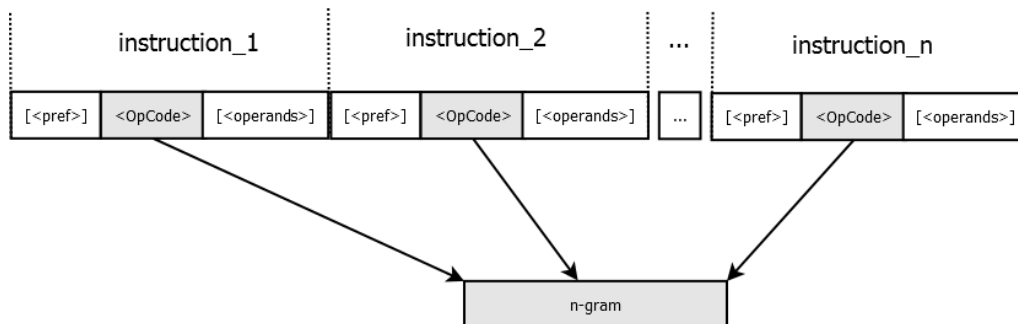 instruction_1 instruction_2 ... instruction_n
[<pref>] <OpCode> [<operands>] [<pref>] <OpCode> [<operands>] ... [<pref>] <OpCode> [<operands>]
n-gram